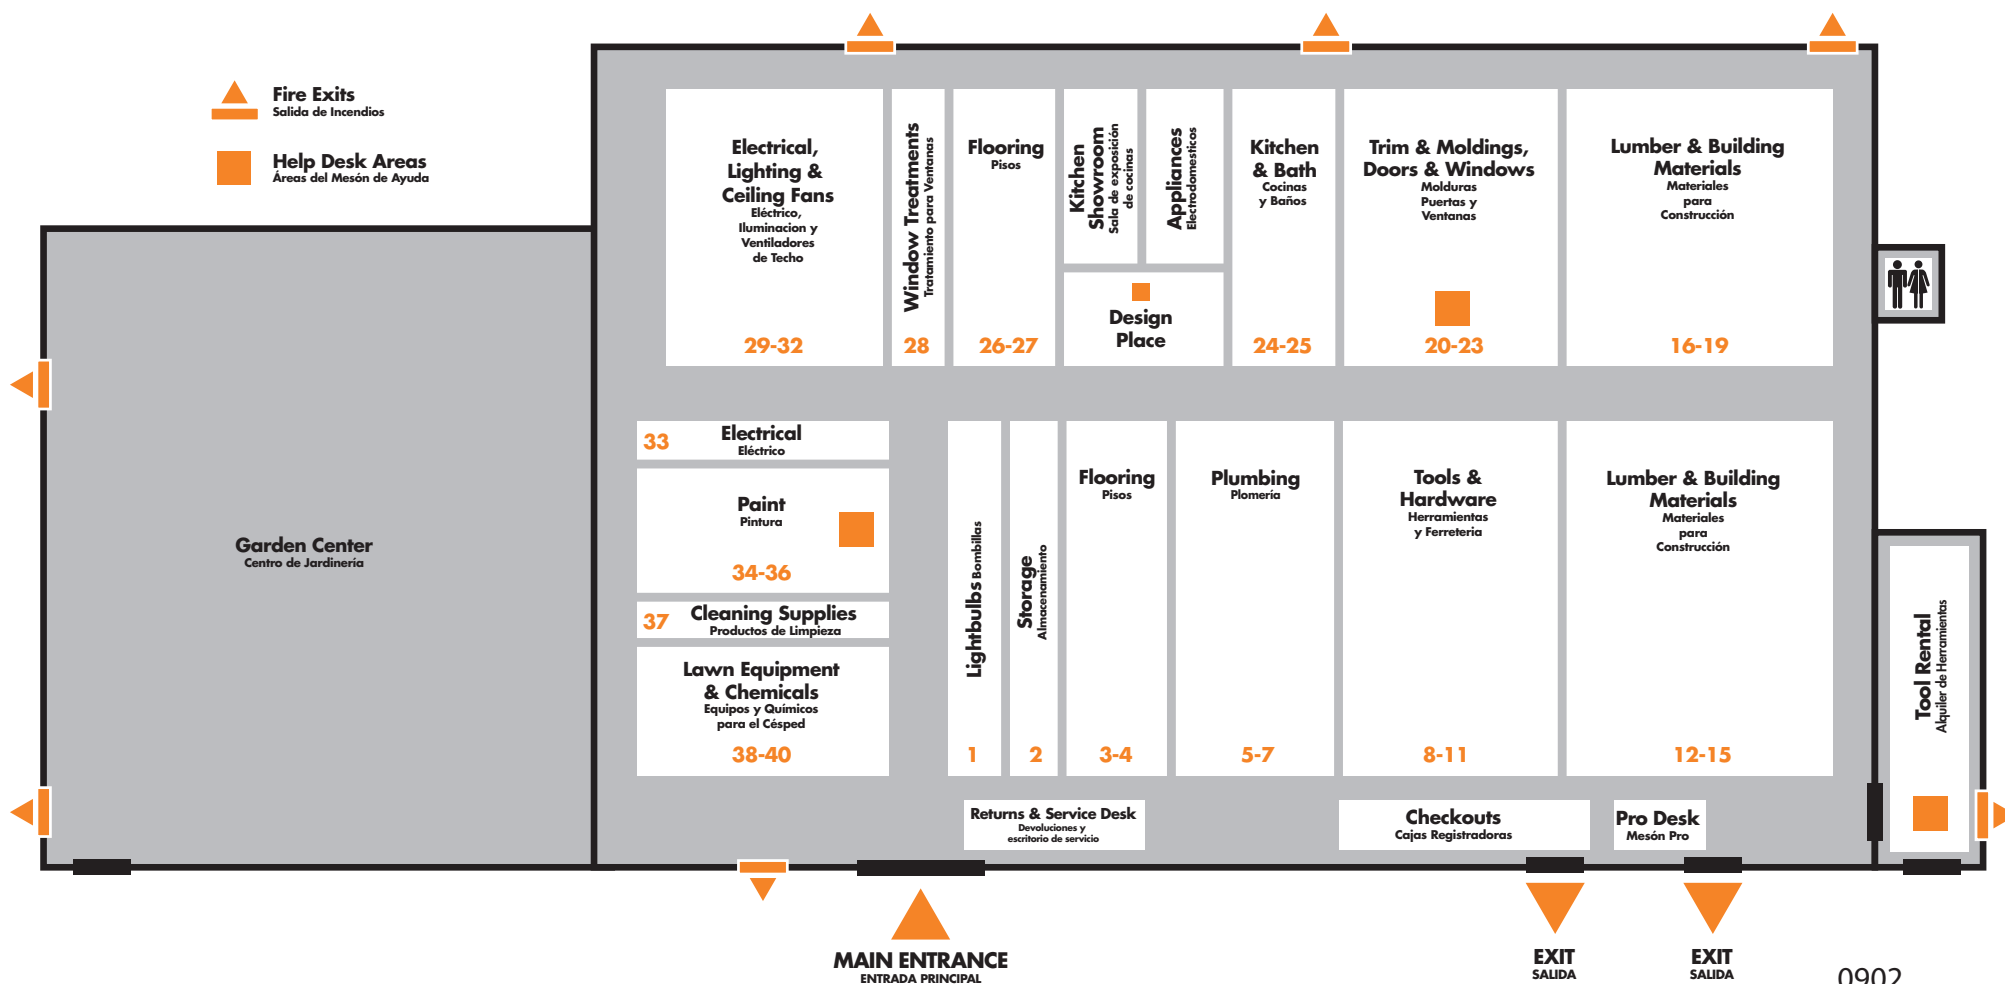 Fire Exits
Salida de Incendios
Help Desk Areas
Áreas del Mesón de Ayuda
Electrical,
Lighting &
Ceiling Fans
Eléctrico,
Iluminacion y
Ventiladores
de Techo
29-32
Window Treatments
Tratamiento para Ventanas
28
Flooring
Pisos
26-27
Kitchen
Showroom
Sala de exposición
de cocinas
Appliances
Electrodomesticos
Design
Place
Kitchen
& Bath
Cocinas
y Baños
24-25
Trim & Moldings,
Doors & Windows
Molduras
Puertas y
Ventanas
20-23
Lumber & Building
Materials
Materiales
para
Construcción
16-19
Garden Center
Centro de Jardinería
33
Electrical
Eléctrico
Paint
Pintura
34-36
37
Cleaning Supplies
Productos de Limpieza
Lawn Equipment
& Chemicals
Equipos y Químicos
para el Césped
38-40
Lightbulbs Bombillas
1
Storage
Almacenamiento
2
Flooring
Pisos
3-4
Plumbing
Plomería
5-7
Tools &
Hardware
Herramientas
y Ferreteria
8-11
Lumber & Building
Materials
Materiales
para
Construcción
12-15
Tool Rental
Alquiler de Herramientas
Returns & Service Desk
Devoluciones y
escritorio de servicio
Checkouts
Cajas Registradoras
Pro Desk
Mesón Pro
MAIN ENTRANCE
ENTRADA PRINCIPAL
EXIT
SALIDA
EXIT
SALIDA
0902